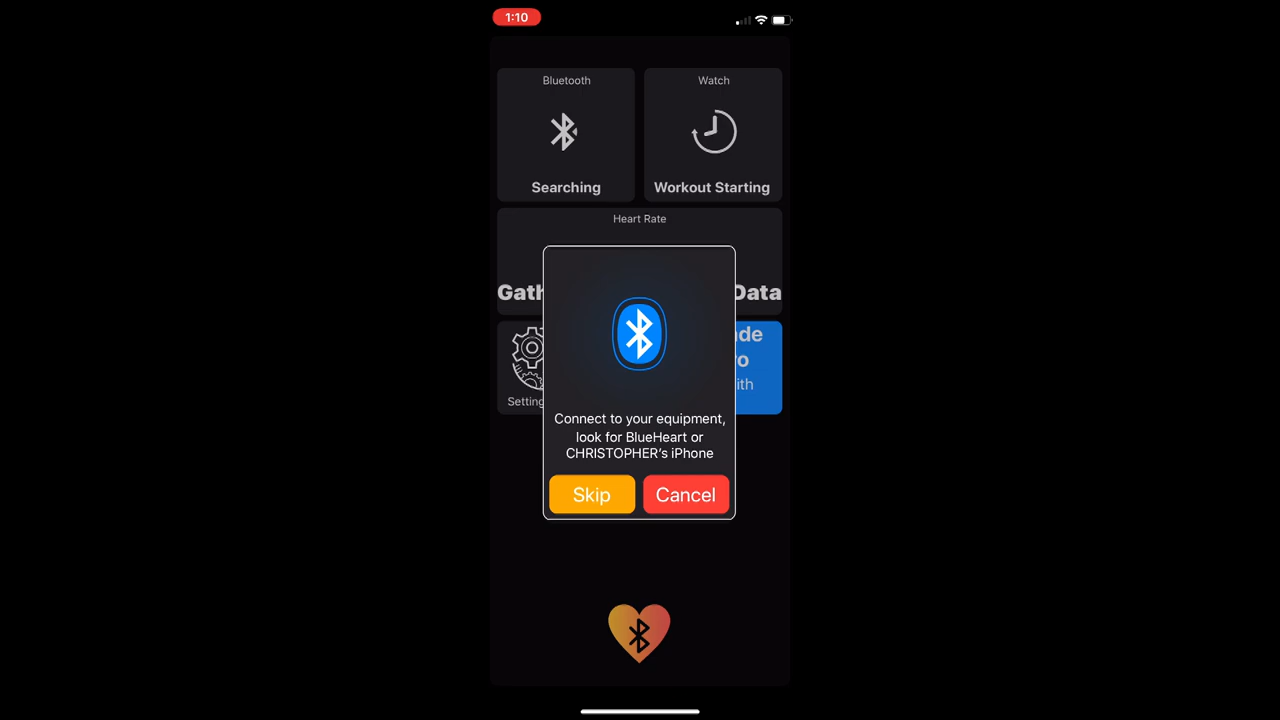 1:10
Bluetooth
Watch
Searching
Workout Starting
Heart Rate
Gath
Data
de
o
ith
Setting
Connect to your equipment,
look for BlueHeart or
CHRISTOPHER's iPhone
Skip
Cancel